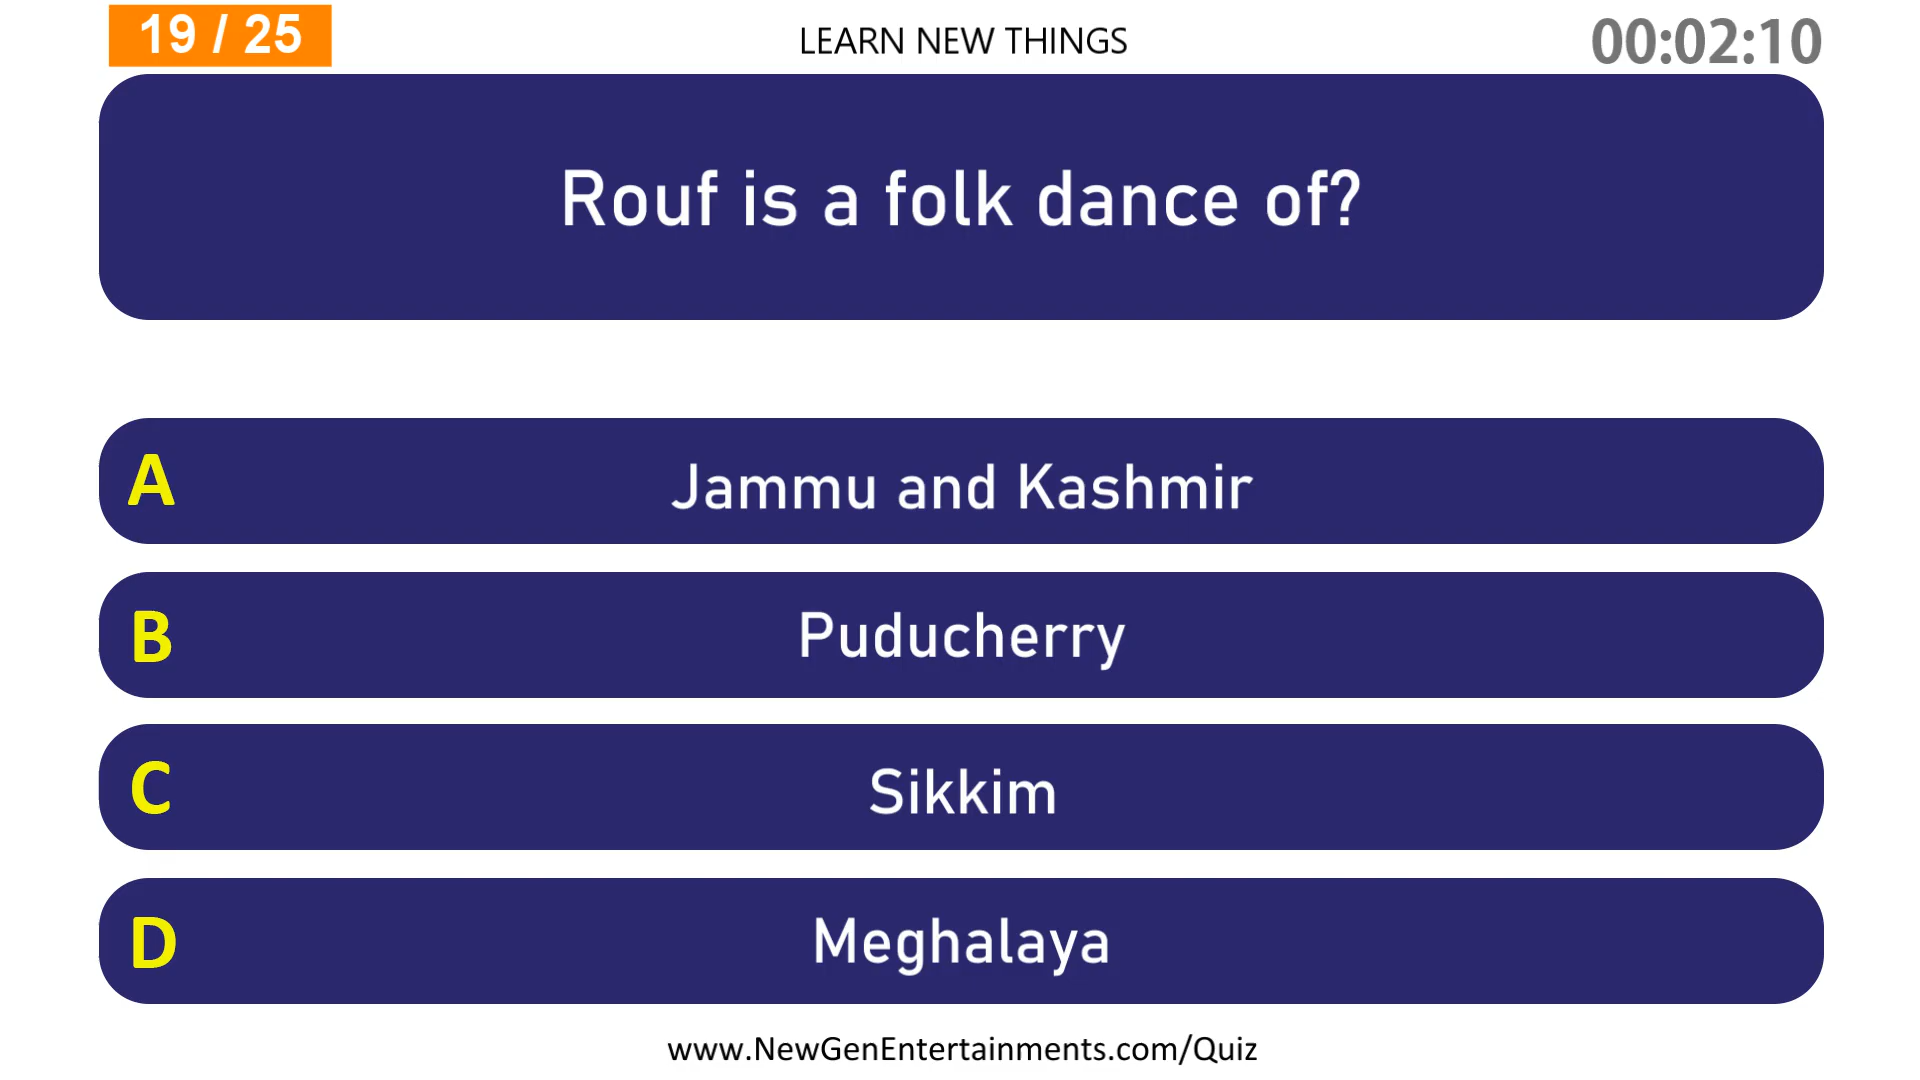 19 / 25
LEARN NEW THINGS
00:02:10
Rouf is a folk dance of?
A Jammu and Kashmir
B Puducherry
C Sikkim
D Meghalaya
www.NewGenEntertainments.com/Quiz